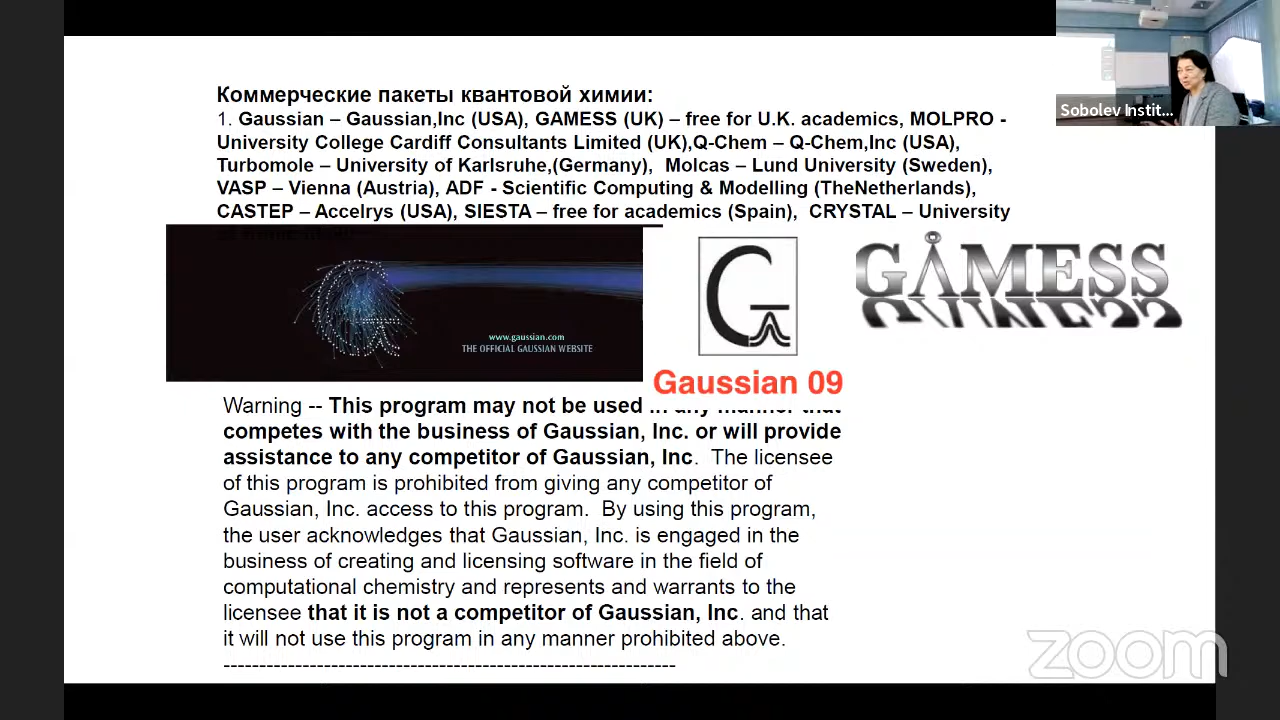 Коммерческие пакеты квантовой химии:
1. Gaussian – Gaussian,Inc (USA), GAMESS (UK) – free for U.K. academics, MOLPRO -
University College Cardiff Consultants Limited (UK),Q-Chem – Q-Chem,Inc (USA),
Turbomole – University of Karlsruhe,(Germany), Molcas – Lund University (Sweden),
VASP – Vienna (Austria), ADF - Scientific Computing & Modelling (TheNetherlands),
CASTEP – Accelrys (USA), SIESTA – free for academics (Spain), CRYSTAL – University
Sobolev Instit...
www.gaussian.com
THE OFFICIAL GAUSSIAN WEBSITE
G
Gaussian 09
GAMESS
Warning -- This program may not be used in any manner that
competes with the business of Gaussian, Inc. or will provide
assistance to any competitor of Gaussian, Inc. The licensee
of this program is prohibited from giving any competitor of
Gaussian, Inc. access to this program. By using this program,
the user acknowledges that Gaussian, Inc. is engaged in the
business of creating and licensing software in the field of
computational chemistry and represents and warrants to the
licensee that it is not a competitor of Gaussian, Inc. and that
it will not use this program in any manner prohibited above.
---------------------------------------------------------------
zoom